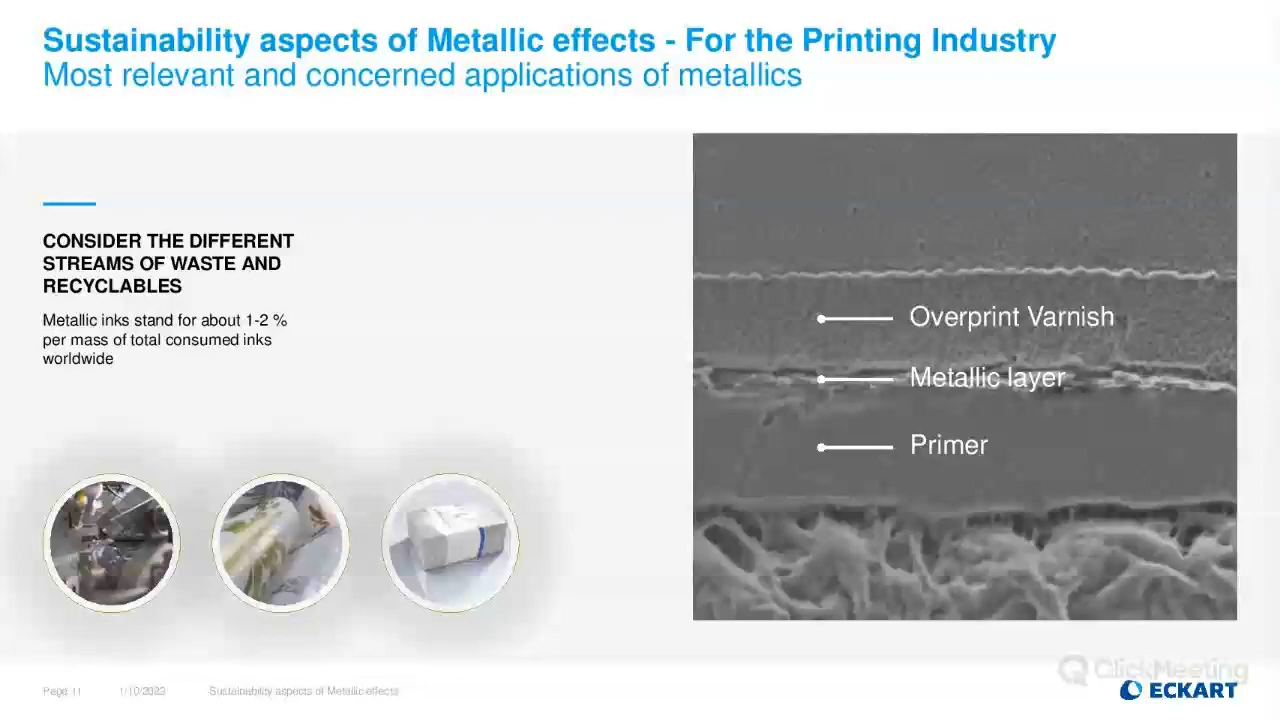 Sustainability aspects of Metallic effects - For the Printing Industry
Most relevant and concerned applications of metallics
CONSIDER THE DIFFERENT
STREAMS OF WASTE AND
RECYCLABLES
Metallic inks stand for about 1-2 %
per mass of total consumed inks
worldwide
Overprint Varnish
Metallic layer
Primer
Page 11 1/10/2023 Sustainability aspects of Metallic effects
ClickMeeting
ECKART